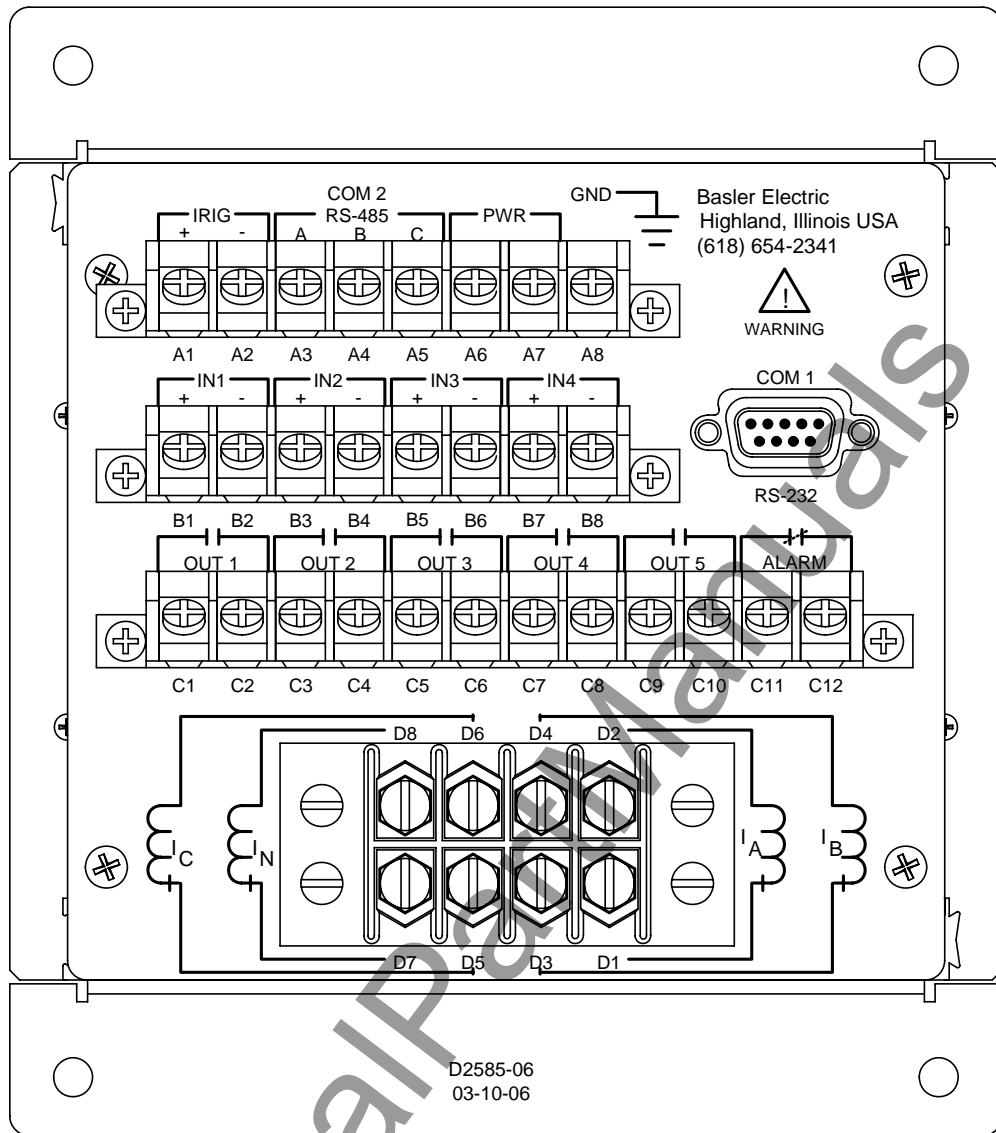 COM 2
GND
Basler Electric
IRIG
RS-485
PWR
Highland, Illinois USA
+ - A B C
(618) 654-2341
!
WARNING
A1 A2 A3 A4 A5 A6 A7 A8
COM 1
IN1 IN2 IN3 IN4
+ - + - + - + -
RS-232
B1 B2 B3 B4 B5 B6 B7 B8
OUT 1 OUT 2 OUT 3 OUT 4 OUT 5 ALARM
C1 C2 C3 C4 C5 C6 C7 C8 C9 C10 C11 C12
D8 D6 D4 D2
IC IN IA IB
D7 D5 D3 D1
D2585-06
03-10-06